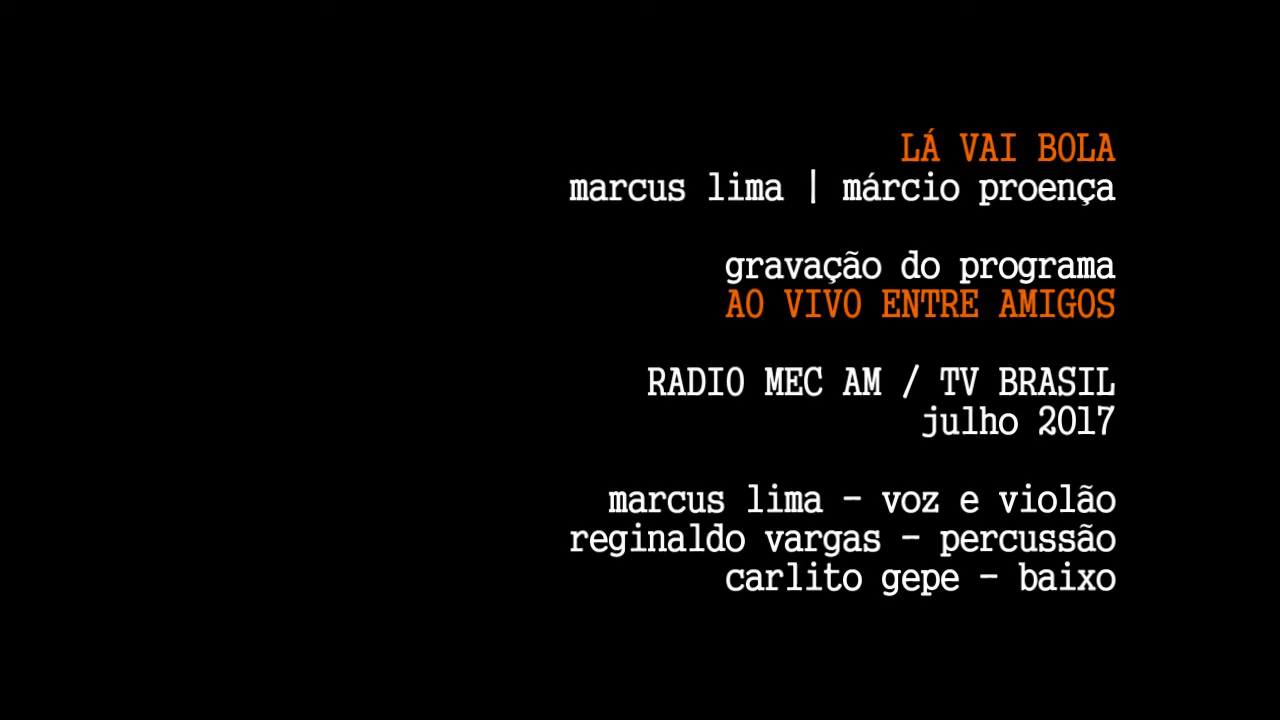 LÁ VAI BOLA
marcus lima | márcio proença
gravação do programa
AO VIVO ENTRE AMIGOS
RADIO MEC AM / TV BRASIL
julho 2017
marcus lima - voz e violão
reginaldo vargas - percussão
carlito gepe - baixo